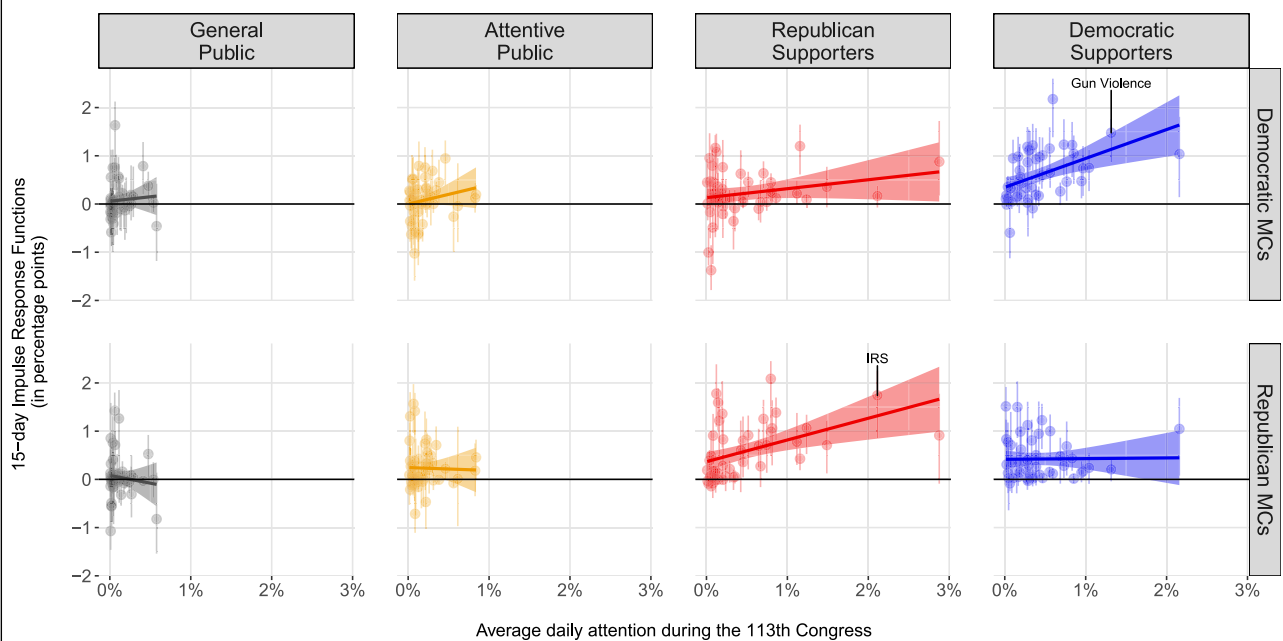 General
Public
Attentive
Public
Republican
Supporters
Democratic
Supporters
15−day Impulse Response Functions
(in percentage points)
2
1
0
−1
−2
Gun Violence
Democratic MCs
2
1
0
−1
−2
IRS
Republican MCs
0% 1% 2% 3% 0% 1% 2% 3% 0% 1% 2% 3% 0% 1% 2% 3%
Average daily attention during the 113th Congress